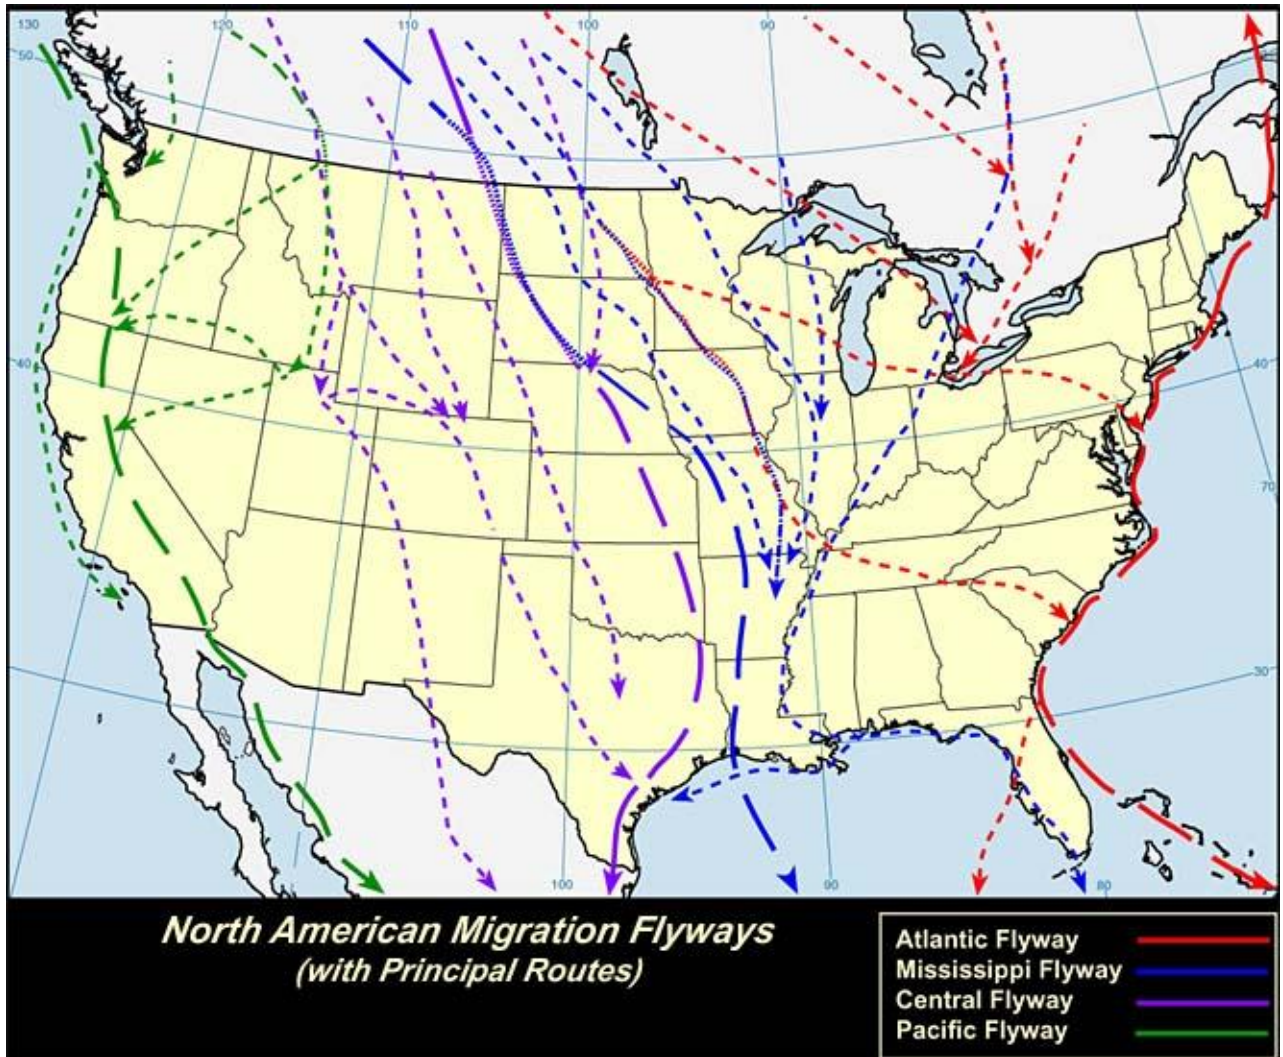 130
120
110
100
90
50
40
40
70
30
100
90
80
North American Migration Flyways
(with Principal Routes)
Atlantic Flyway
Mississippi Flyway
Central Flyway
Pacific Flyway